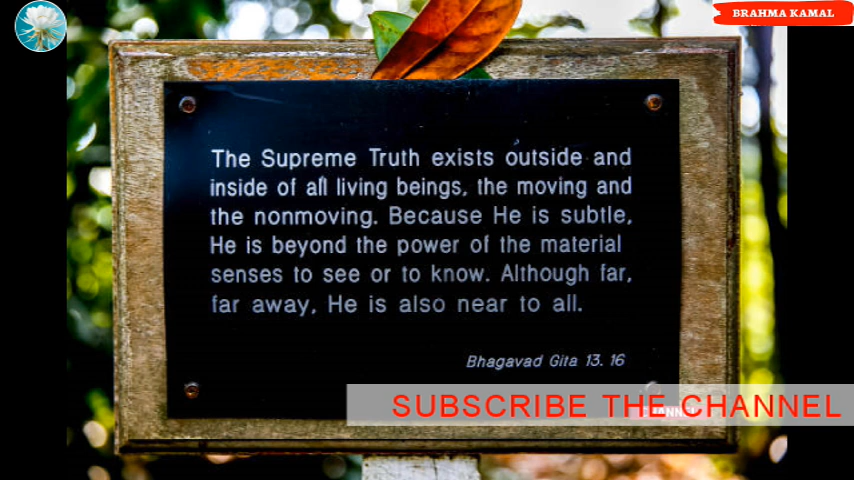 BRAHMA KAMAL
The Supreme Truth exists outside and
inside of all living beings, the moving and
the nonmoving. Because He is subtle,
He is beyond the power of the material
senses to see or to know. Although far,
far away, He is also near to all.
Bhagavad Gita 13. 16
SUBSCRIBE THE CHANNEL